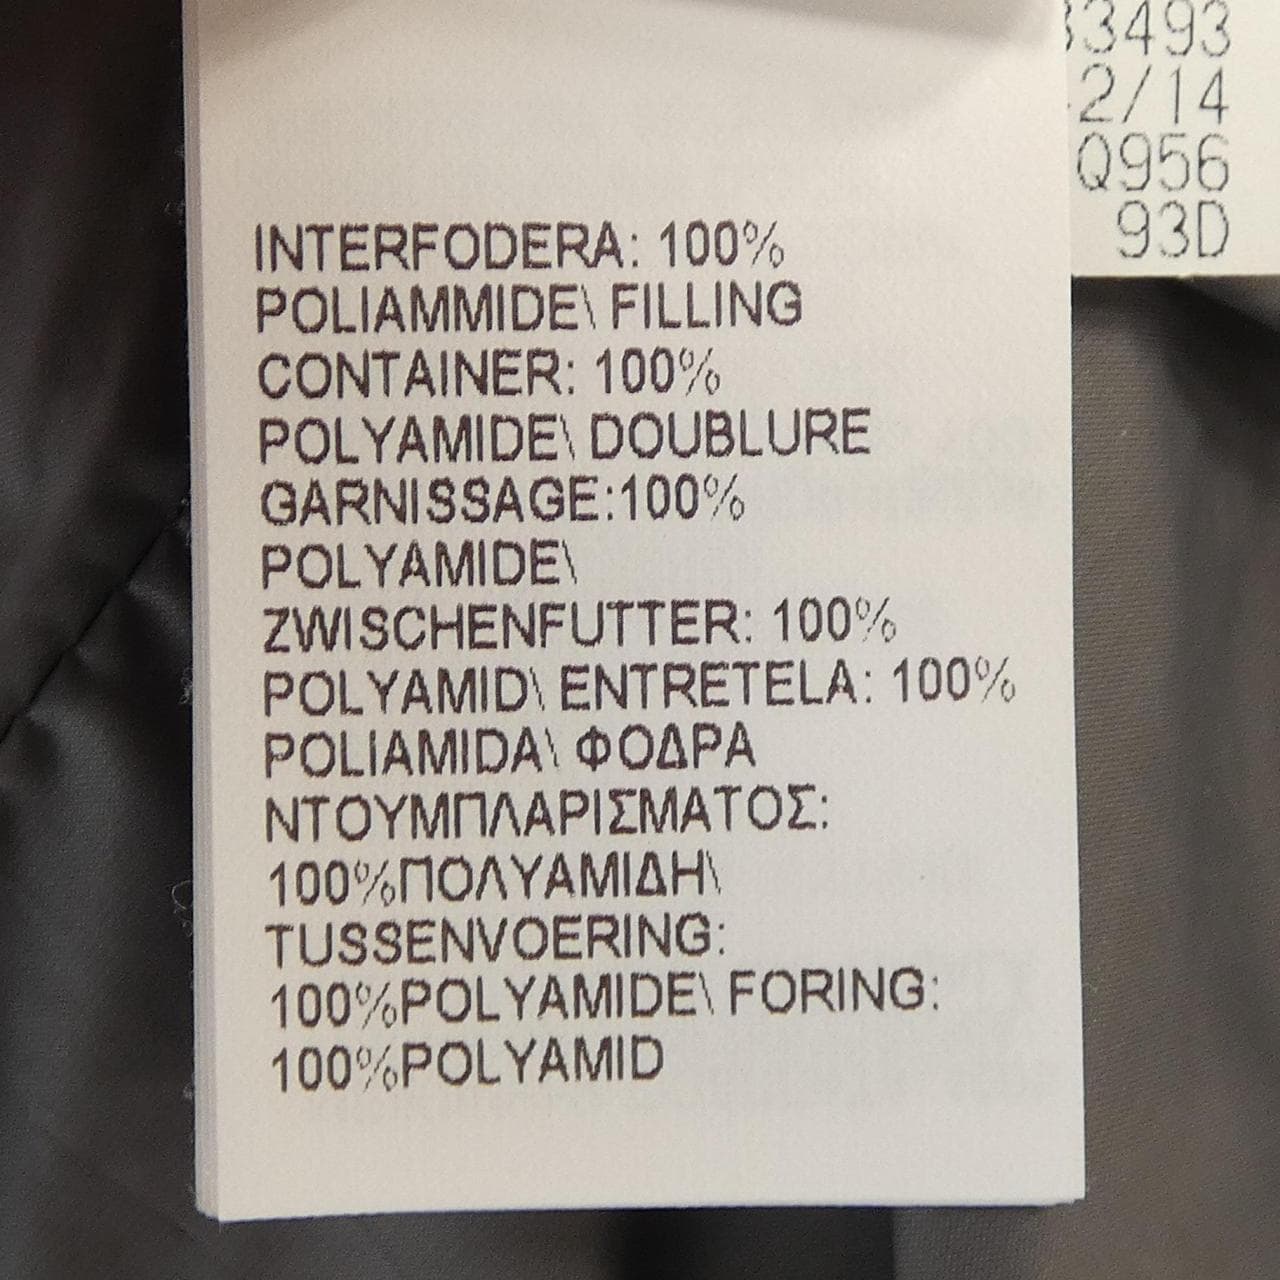 INTERFODERA: 100%
POLIAMMIDE\ FILLING
CONTAINER: 100%
POLYAMIDE\ DOUBLURE
GARNISSAGE:100%
POLYAMIDE\
ZWISCHENFUTTER: 100%
POLYAMID\ ENTRETELA: 100%
POLIAMIDA\ ΦΟΔΡΑ
ΝΤΟΥΜΠΛΑΡΙΣΜΑΤΟΣ:
100%ΠΟΛΥΑΜΙΔΗ\
TUSSENVOERING:
100%POLYAMIDE\ FORING:
100%POLYAMID
3493
2/14
Q956
93D